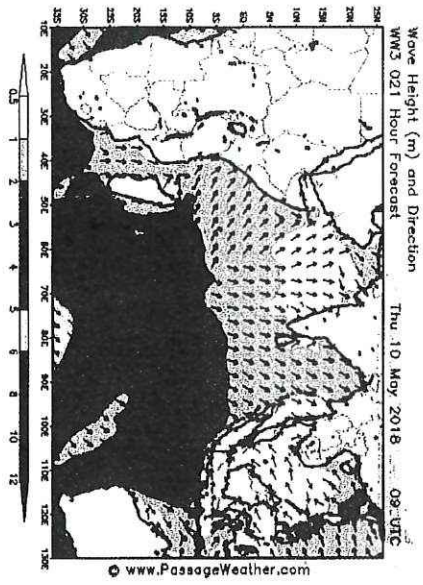 Wave Height (m) and Direction
WW3 021 Hour Forecast Thu 10 May 2018 09 UTC
25N
20N
15N
10N
5N
EQ
5S
10S
15S
20S
25S
30S
35S
10E 20E 30E 40E 50E 60E 70E 80E 90E 100E 110E 120E 130E
0.5 1 2 3 4 5 6 8 10 12
© www.PassageWeather.com